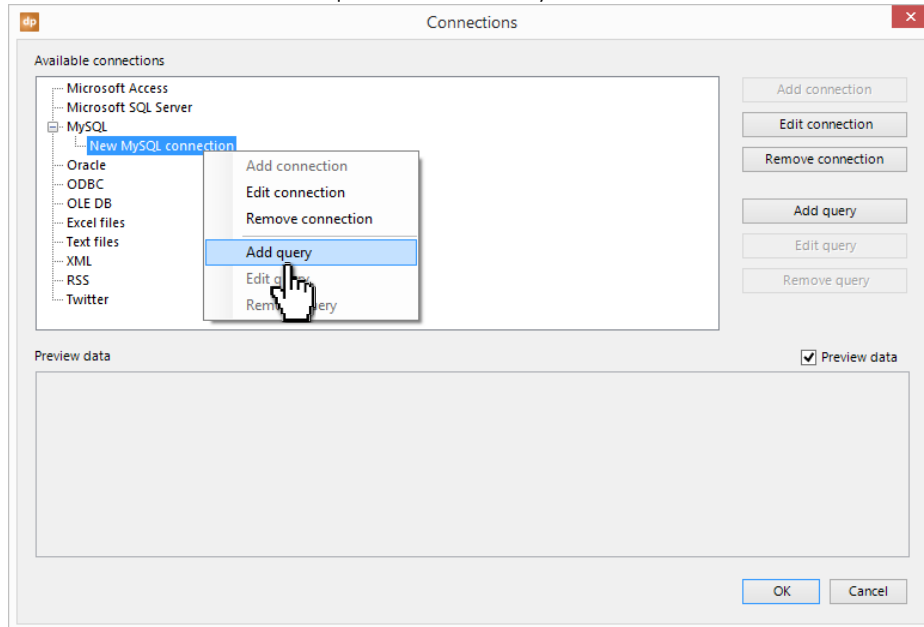 dp
Connections
Available connections
Microsoft Access
Microsoft SQL Server
MySQL
New MySQL connection
Oracle
ODBC
OLE DB
Excel files
Text files
XML
RSS
Twitter
Add connection
Edit connection
Remove connection
Add query
Edit
Add connection
Edit connection
Remove connection
Add query
Edit query
Remove query
Preview data
Preview data
OK
Cancel